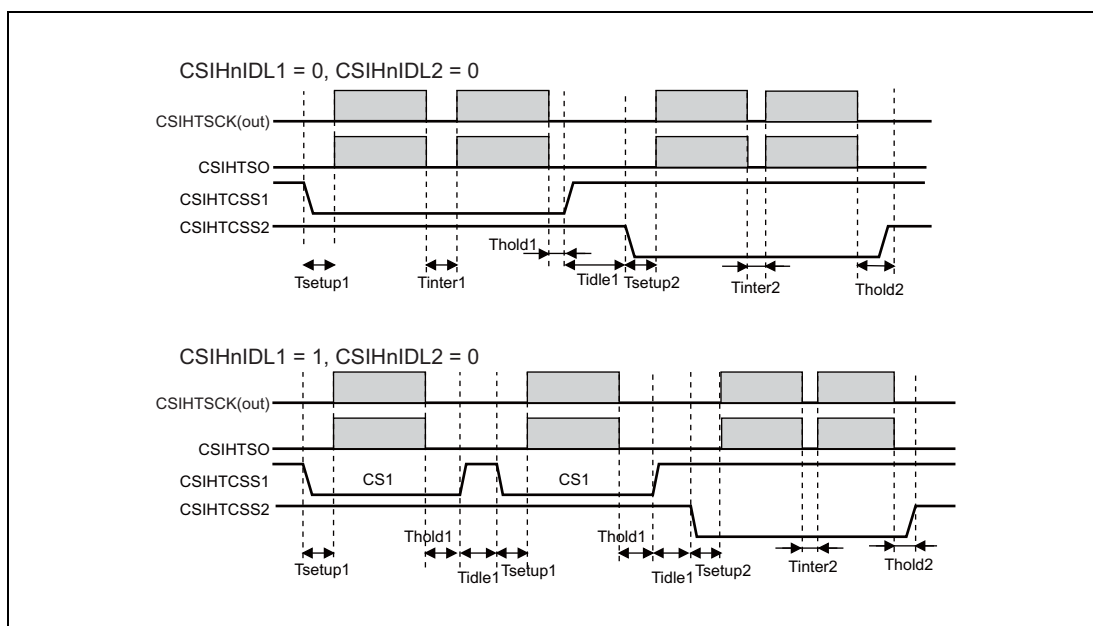 CSIHnIDL1 = 0, CSIHnIDL2 = 0
CSIHTSCK(out)
CSIHTSO
CSIHTCSS1
CSIHTCSS2
Thold1
Tsetup1
Tinter1
Tidle1
Tsetup2
Tinter2
Thold2
CSIHnIDL1 = 1, CSIHnIDL2 = 0
CSIHTSCK(out)
CSIHTSO
CSIHTCSS1
CS1
CS1
CSIHTCSS2
Thold1
Thold1
Tsetup1
Tidle1
Tsetup1
Tidle1
Tsetup2
Tinter2
Thold2